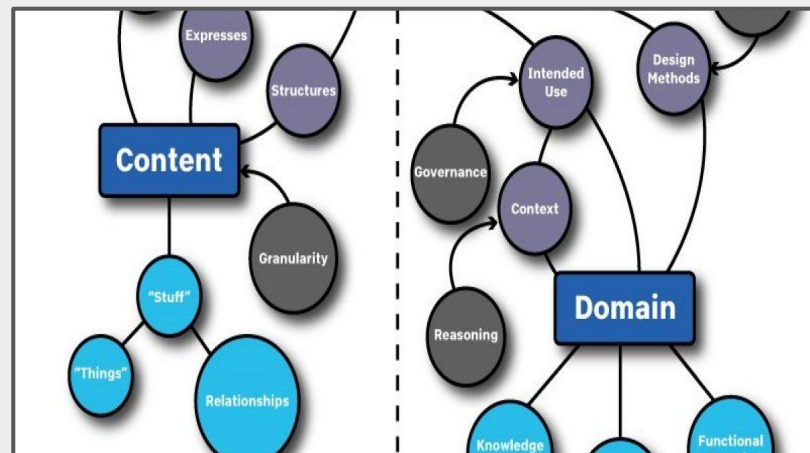 Expresses
Structures
Content
Granularity
"Stuff"
"Things"
Relationships
Intended
Use
Design
Methods
Governance
Context
Reasoning
Domain
Knowledge
Functional